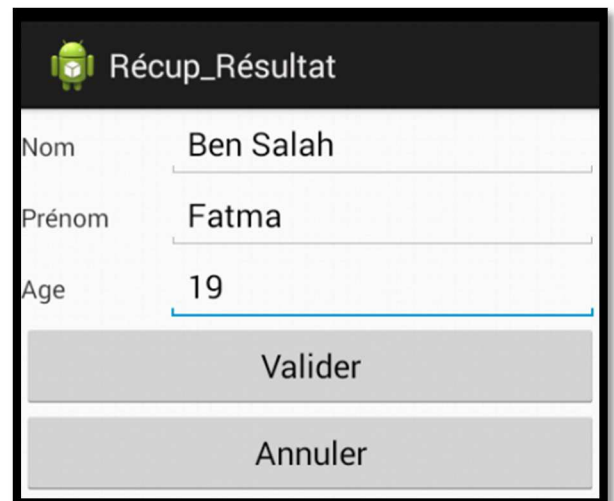 Récup_Résultat
Nom Ben Salah
Prénom Fatma
Age 19
Valider
Annuler